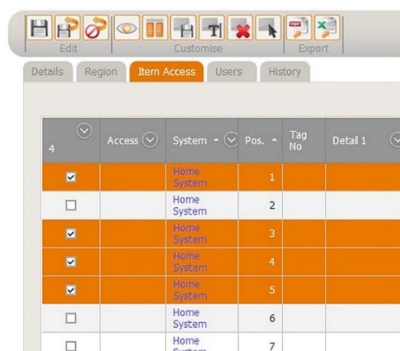 Edit Customise Export
Details Region Item Access Users History
4 Access System Pos. Tag No Detail 1
Home System 1
Home System 2
Home System 3
Home System 4
Home System 5
Home System 6
Home System 7